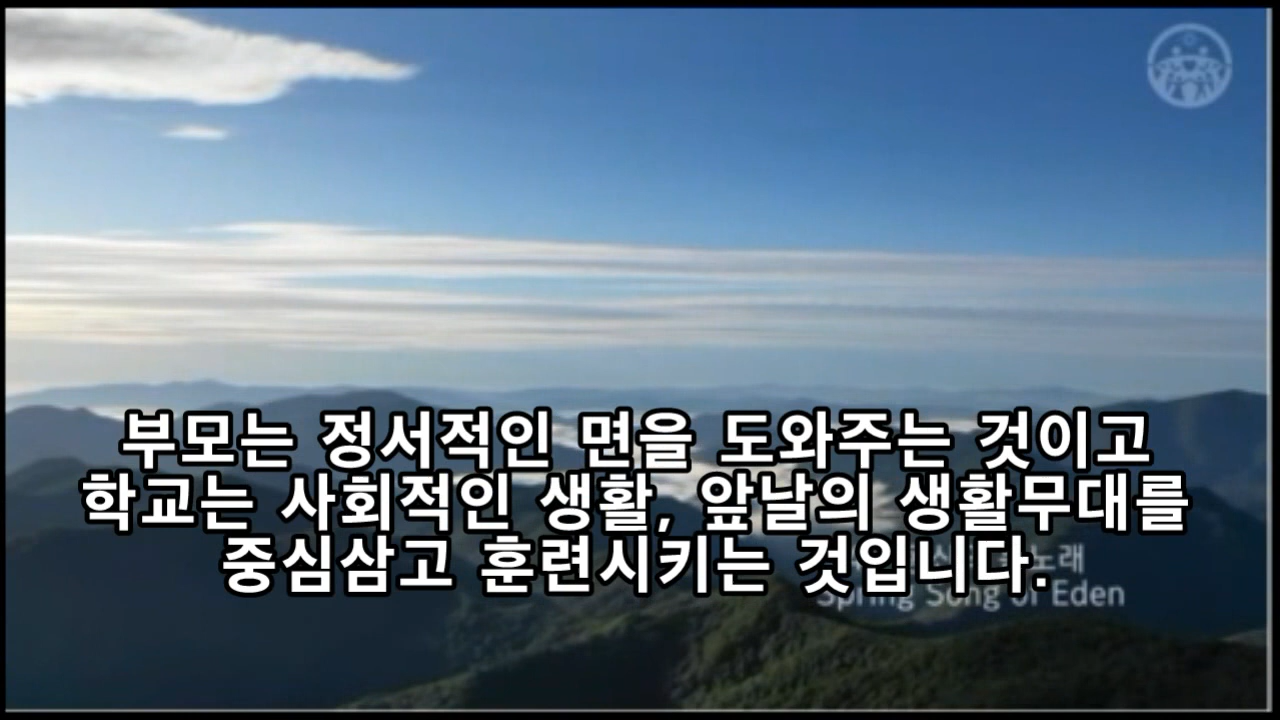 부모는 정서적인 면을 도와주는 것이고
학교는 사회적인 생활, 앞날의 생활무대를
중심삼고 훈련시키는 것입니다.
노래
Spring Song of Eden